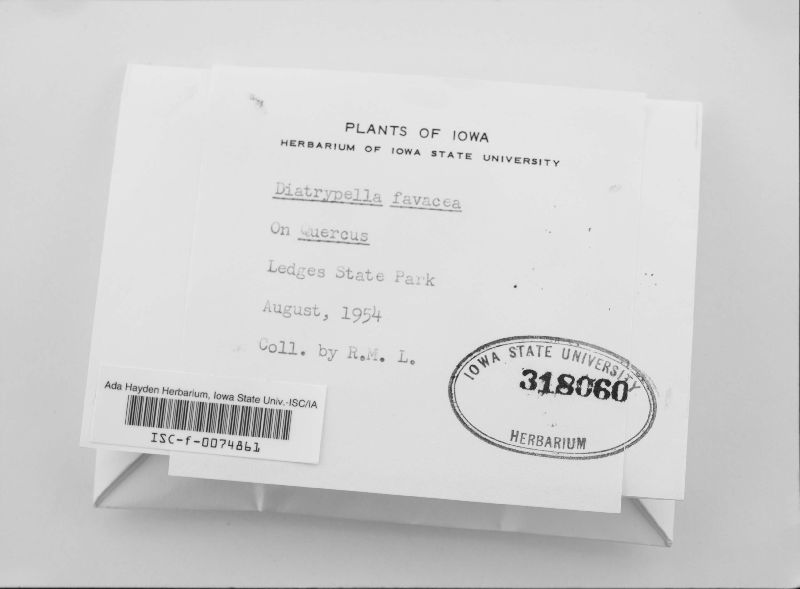 PLANTS OF IOWA
HERBARIUM OF IOWA STATE UNIVERSITY
Diatrypella favacea
On Quercus
Ledges State Park
August, 1954
Coll. by R.M. L.
IOWA STATE UNIVERSITY
318060
HERBARIUM
Ada Hayden Herbarium, Iowa State Univ.-ISC/IA
ISC-f-0074861